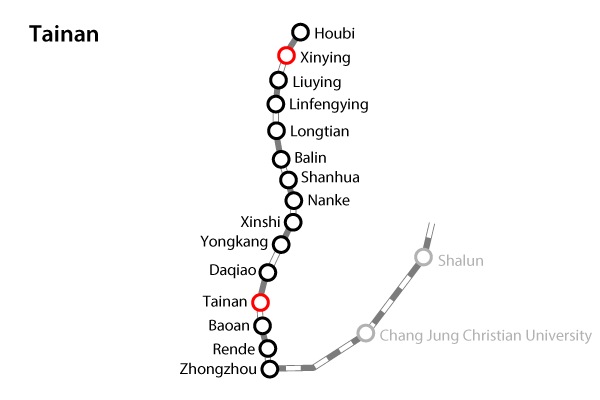 Tainan
Houbi
Xinying
Liuying
Linfengying
Longtian
Balin
Shanhua
Nanke
Xinshi
Yongkang
Daqiao
Tainan
Baoan
Rende
Zhongzhou
Shalun
Chang Jung Christian University